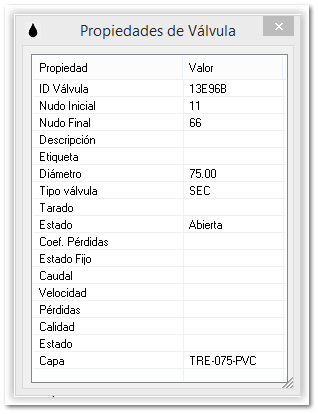 Propiedades de Válvula
Propiedad Valor
ID Válvula 13E96B
Nudo Inicial 11
Nudo Final 66
Descripción
Etiqueta
Diámetro 75.00
Tipo válvula SEC
Tarado
Estado Abierta
Coef. Pérdidas
Estado Fijo
Caudal
Velocidad
Pérdidas
Calidad
Estado
Capa TRE-075-PVC